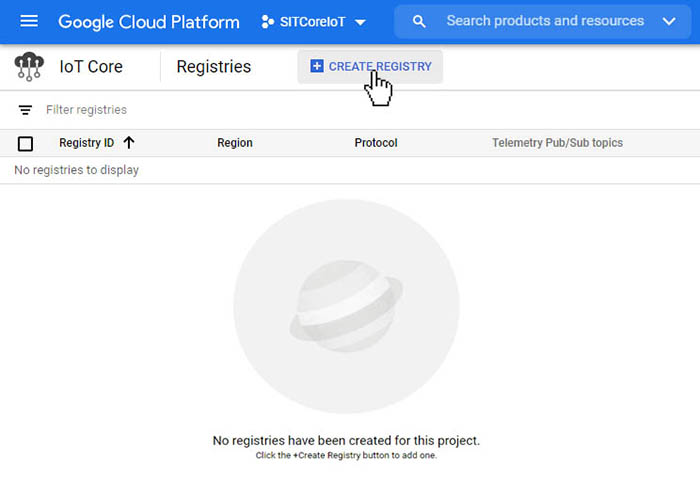 Google Cloud Platform SITCoreIoT Search products and resources
IoT Core Registries CREATE REGISTRY
Filter registries
Registry ID Region Protocol Telemetry Pub/Sub topics
No registries to display
No registries have been created for this project.
Click the +Create Registry button to add one.